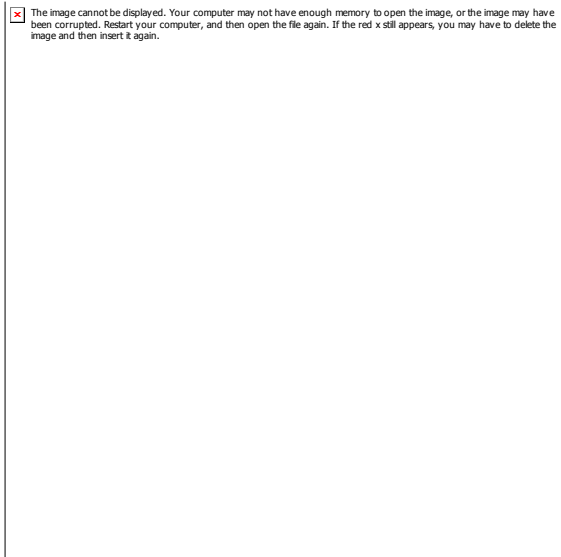 The image cannot be displayed. Your computer may not have enough memory to open the image, or the image may have
been corrupted. Restart your computer, and then open the file again. If the red x still appears, you may have to delete the
image and then insert it again.